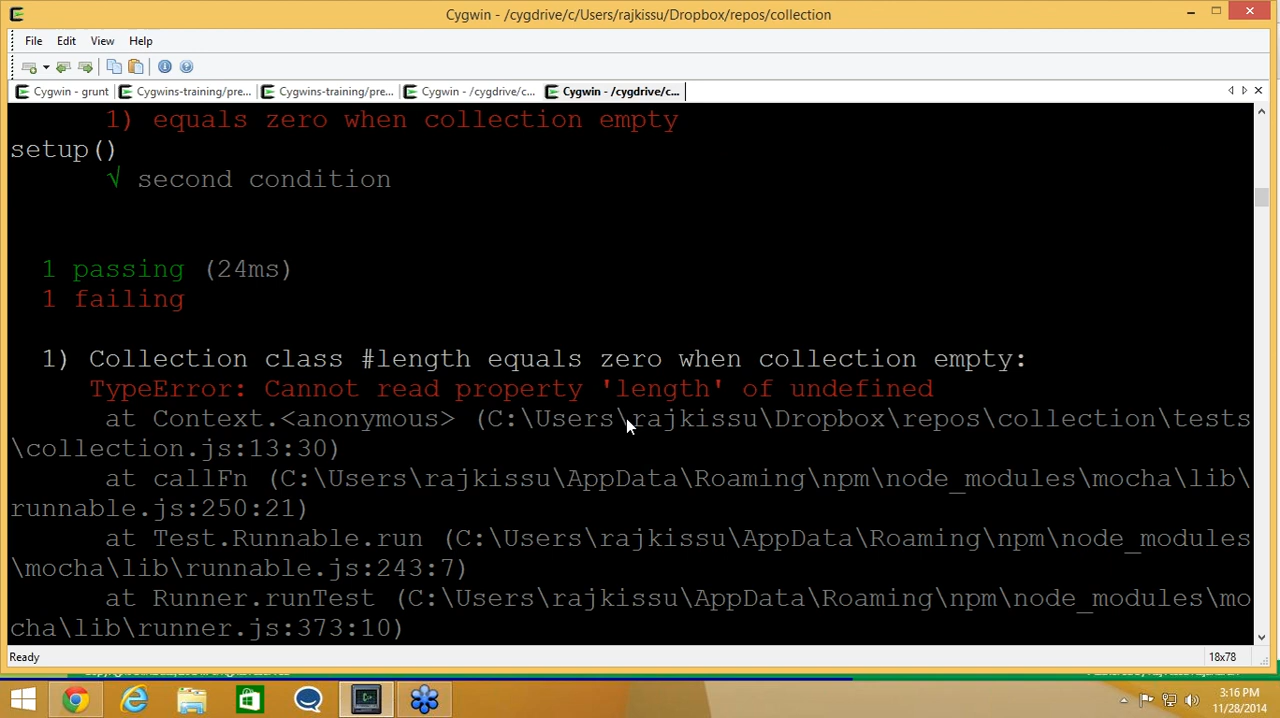 Cygwin - /cygdrive/c/Users/rajkissu/Dropbox/repos/collection
File Edit View Help
Cygwin - grunt Cygwins-training/pre... Cygwins-training/pre... Cygwin - /cygdrive/c... Cygwin - /cygdrive/c...
1) equals zero when collection empty
setup()
√ second condition
1 passing (24ms)
1 failing
1) Collection class #length equals zero when collection empty:
TypeError: Cannot read property 'length' of undefined
at Context.<anonymous> (C:\Users\rajkissu\Dropbox\repos\collection\tests
\collection.js:13:30)
at callFn (C:\Users\rajkissu\AppData\Roaming\npm\node_modules\mocha\lib\
runnable.js:250:21)
at Test.Runnable.run (C:\Users\rajkissu\AppData\Roaming\npm\node_modules
\mocha\lib\runnable.js:243:7)
at Runner.runTest (C:\Users\rajkissu\AppData\Roaming\npm\node_modules\mo
cha\lib\runner.js:373:10)
Ready 18x78
3:16 PM
11/28/2014